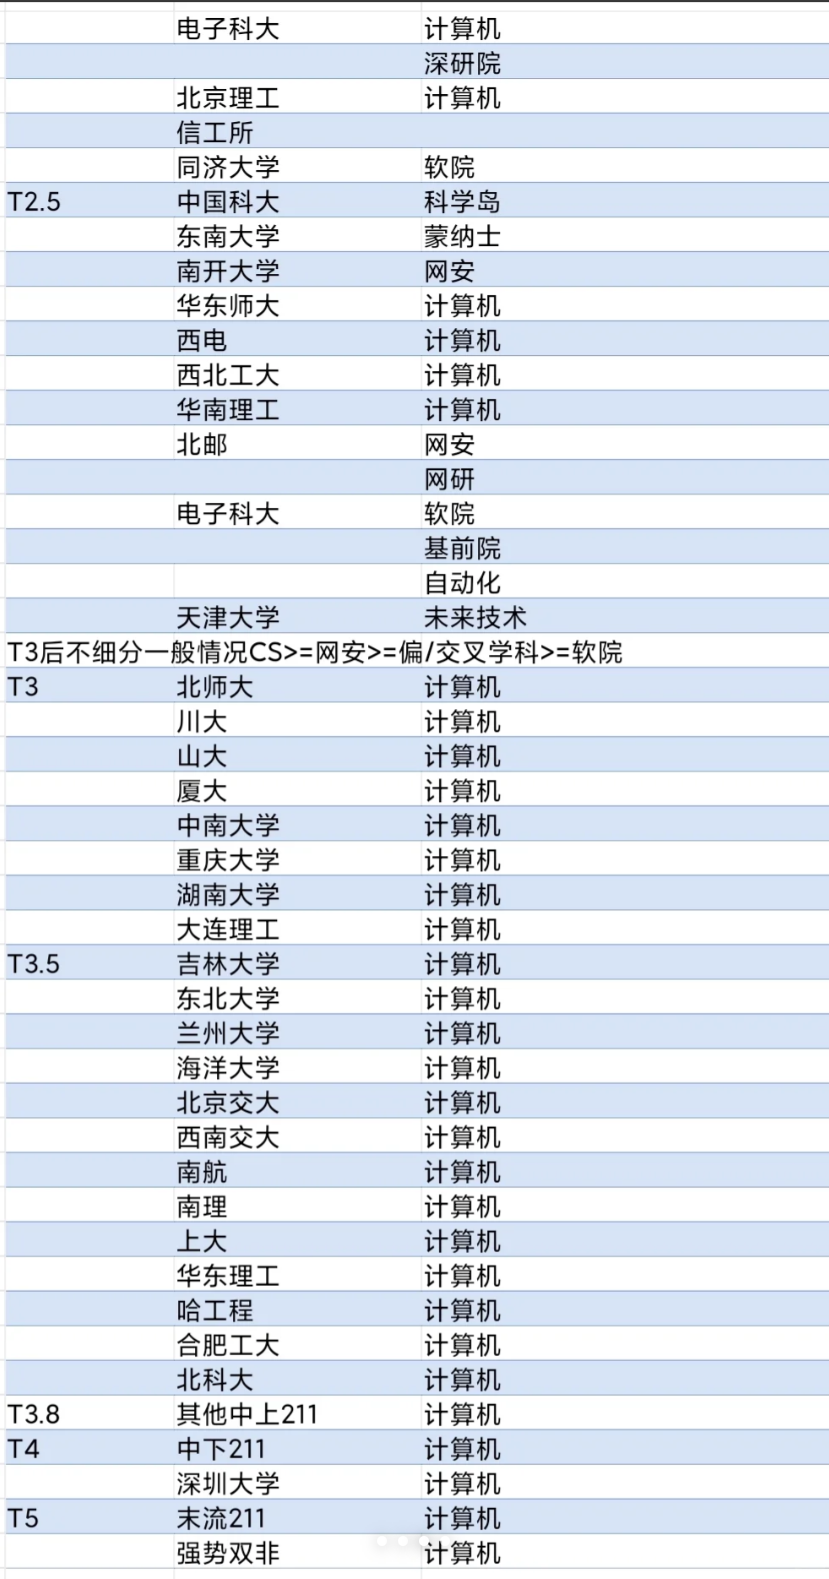 电子科大 计算机
深研院
北京理工 计算机
信工所
同济大学 软院
T2.5 中国科大 科学岛
东南大学 蒙纳士
南开大学 网安
华东师大 计算机
西电 计算机
西北工大 计算机
华南理工 计算机
北邮 网安
网研
电子科大 软院
基前院
自动化
天津大学 未来技术
T3后不细分一般情况CS>=网安>=偏/交叉学科>=软院
T3 北师大 计算机
川大 计算机
山大 计算机
厦大 计算机
中南大学 计算机
重庆大学 计算机
湖南大学 计算机
大连理工 计算机
T3.5 吉林大学 计算机
东北大学 计算机
兰州大学 计算机
海洋大学 计算机
北京交大 计算机
西南交大 计算机
南航 计算机
南理 计算机
上大 计算机
华东理工 计算机
哈工程 计算机
合肥工大 计算机
北科大 计算机
T3.8 其他中上211 计算机
T4 中下211 计算机
深圳大学 计算机
T5 末流211 计算机
强势双非 计算机